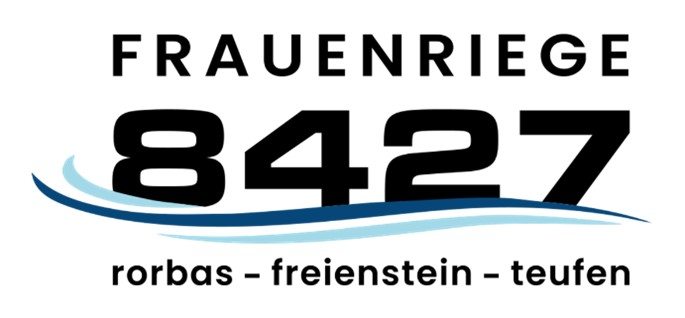 FRAUENRIEGE
8427
rorbas – freienstein – teufen